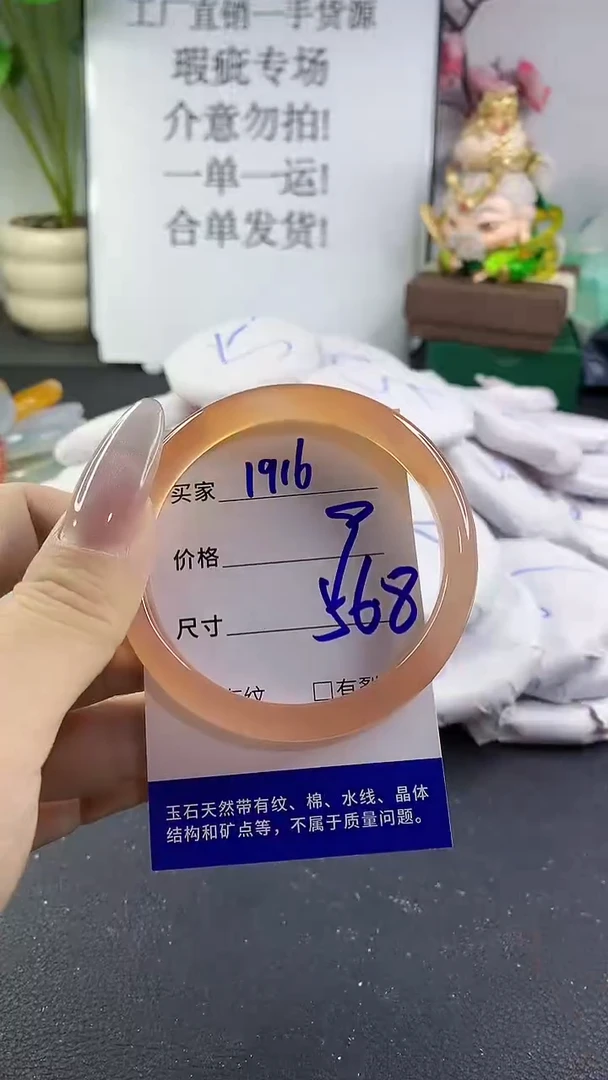 工厂直销一手货源
瑕疵专场
介意勿拍!
一单一运!
合单发货!
买家 1916
价格
尺寸 568
有纹 □有裂
玉石天然带有纹、棉、水线、晶体
结构和矿点等，不属于质量问题。